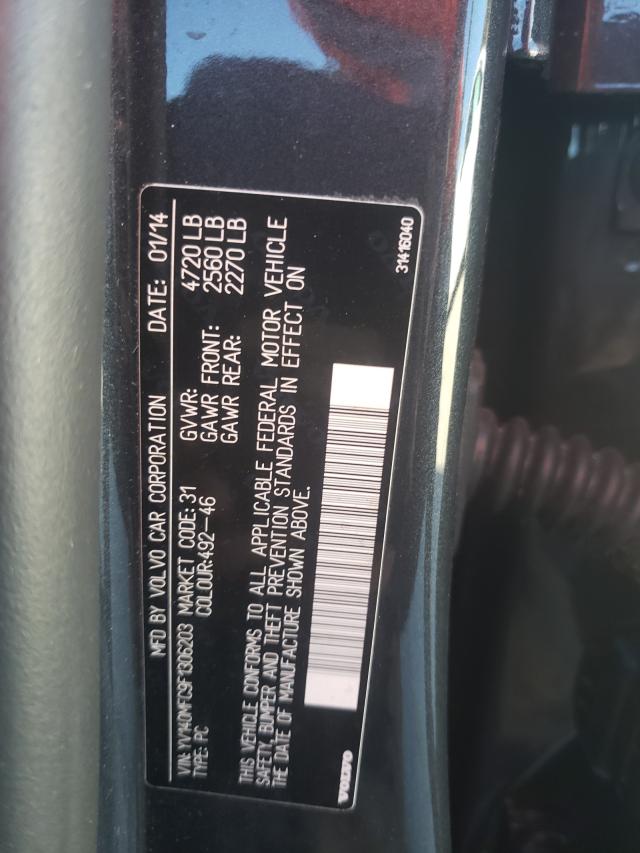 MFD BY VOLVO CAR CORPORATION DATE: 01/14
VIN: YV140MFC9F1306203 MARKET CODE: 31 GVWR: 4720 LB
TYPE: PC COLOUR:492-46 GAWR FRONT: 2560 LB
GAWR REAR: 2270 LB
THIS VEHICLE CONFORMS TO ALL APPLICABLE FEDERAL MOTOR VEHICLE
SAFETY, BUMPER AND THEFT PREVENTION STANDARDS IN EFFECT ON
THE DATE OF MANUFACTURE SHOWN ABOVE.
VOLVO 31416040